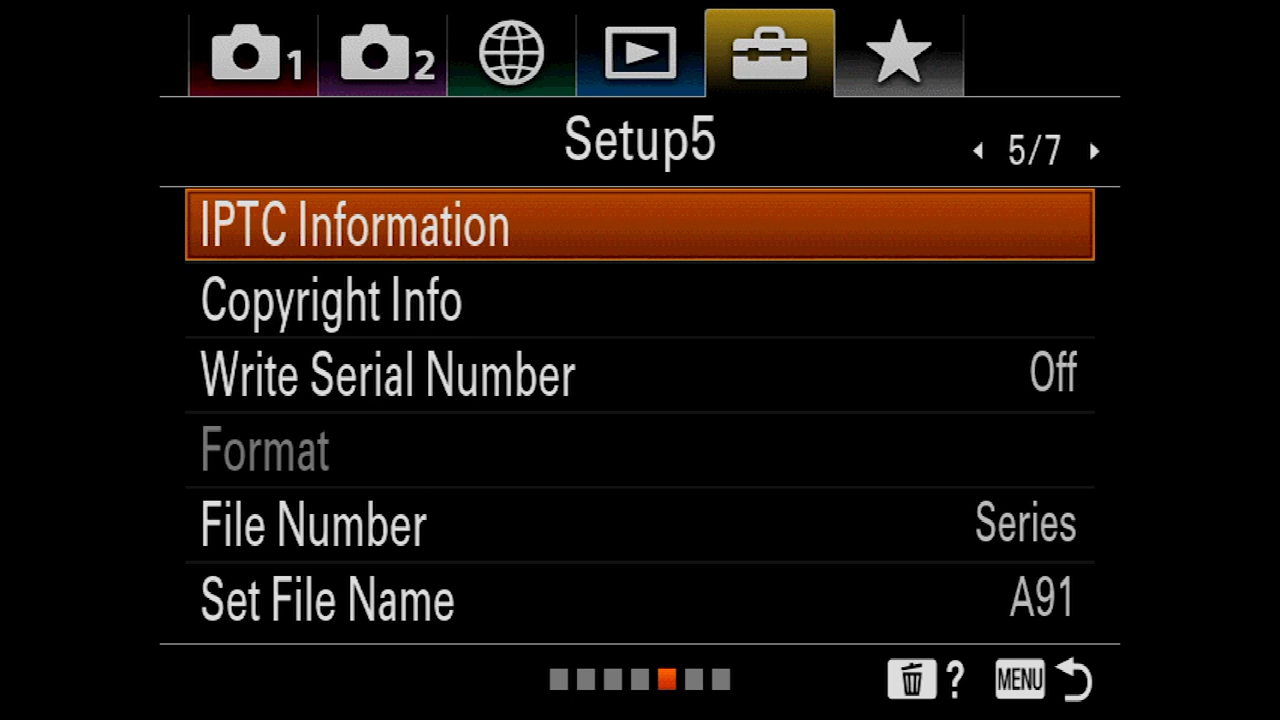 1 2
Setup5
5/7
IPTC Information
Copyright Info
Write Serial Number Off
Format
File Number Series
Set File Name A91
? MENU